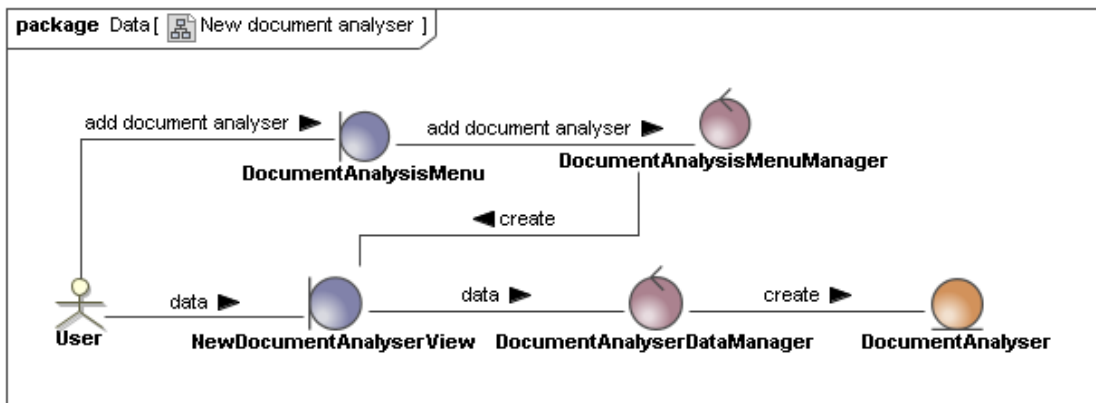 package Data [ New document analyser ]
add document analyser
add document analyser
DocumentAnalysisMenu
DocumentAnalysisMenuManager
create
data
data
create
User
NewDocumentAnalyserView
DocumentAnalyserDataManager
DocumentAnalyser